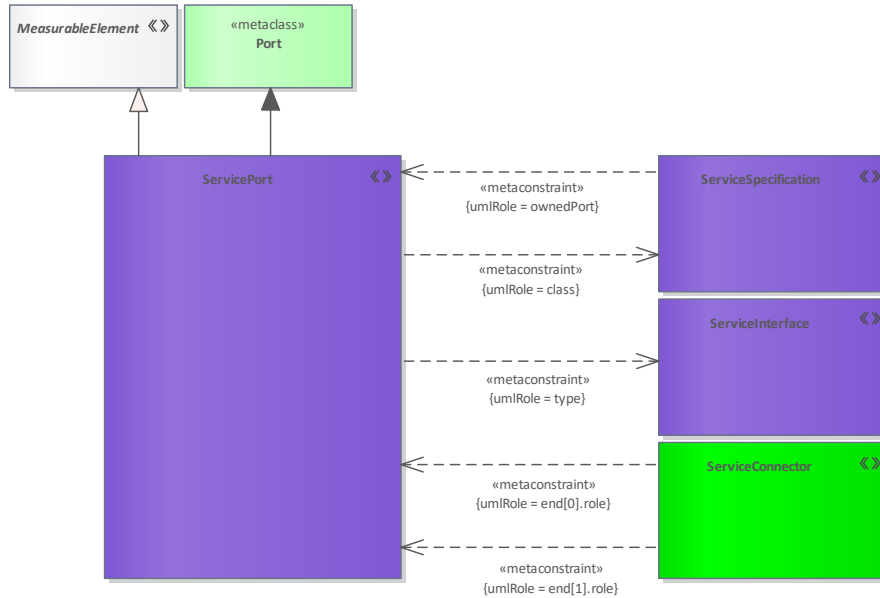 MeasurableElement «»
«metaclass»
Port
ServicePort «»
«metaconstraint»
{umlRole = ownedPort}
«metaconstraint»
{umlRole = class}
«metaconstraint»
{umlRole = type}
«metaconstraint»
{umlRole = end[0].role}
«metaconstraint»
{umlRole = end[1].role}
ServiceSpecification «»
ServiceInterface «»
ServiceConnector «»